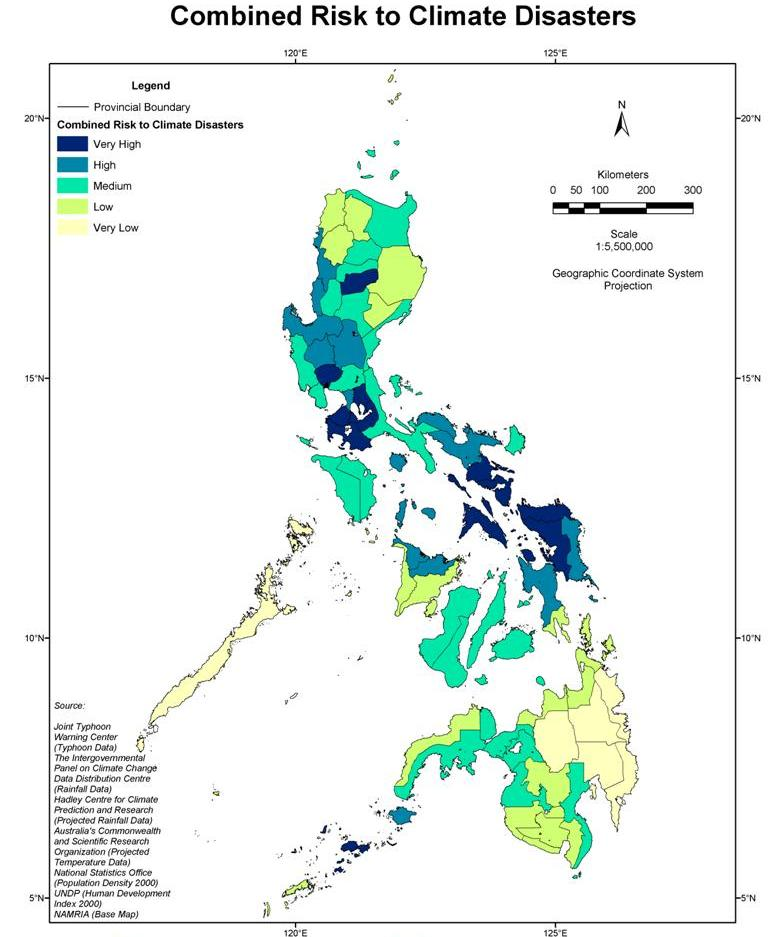 Combined Risk to Climate Disasters
120°E
125°E
Legend
Provincial Boundary
Combined Risk to Climate Disasters
Very High
High
Medium
Low
Very Low
20°N
20°N
N
Kilometers
0 50 100 200 300
Scale
1:5,500,000
Geographic Coordinate System
Projection
15°N
15°N
10°N
10°N
Source:
Joint Typhoon
Warning Center
(Typhoon Data)
The Intergovernmental
Panel on Climate Change
Data Distribution Centre
(Rainfall Data)
Hadley Centre for Climate
Prediction and Research
(Projected Rainfall Data)
Australia's Commonwealth
and Scientific Research
Organization (Projected
Temperature Data)
National Statistics Office
(Population Density 2000)
UNDP (Human Development
Index 2000)
NAMRIA (Base Map)
5°N
5°N
120°E
125°E